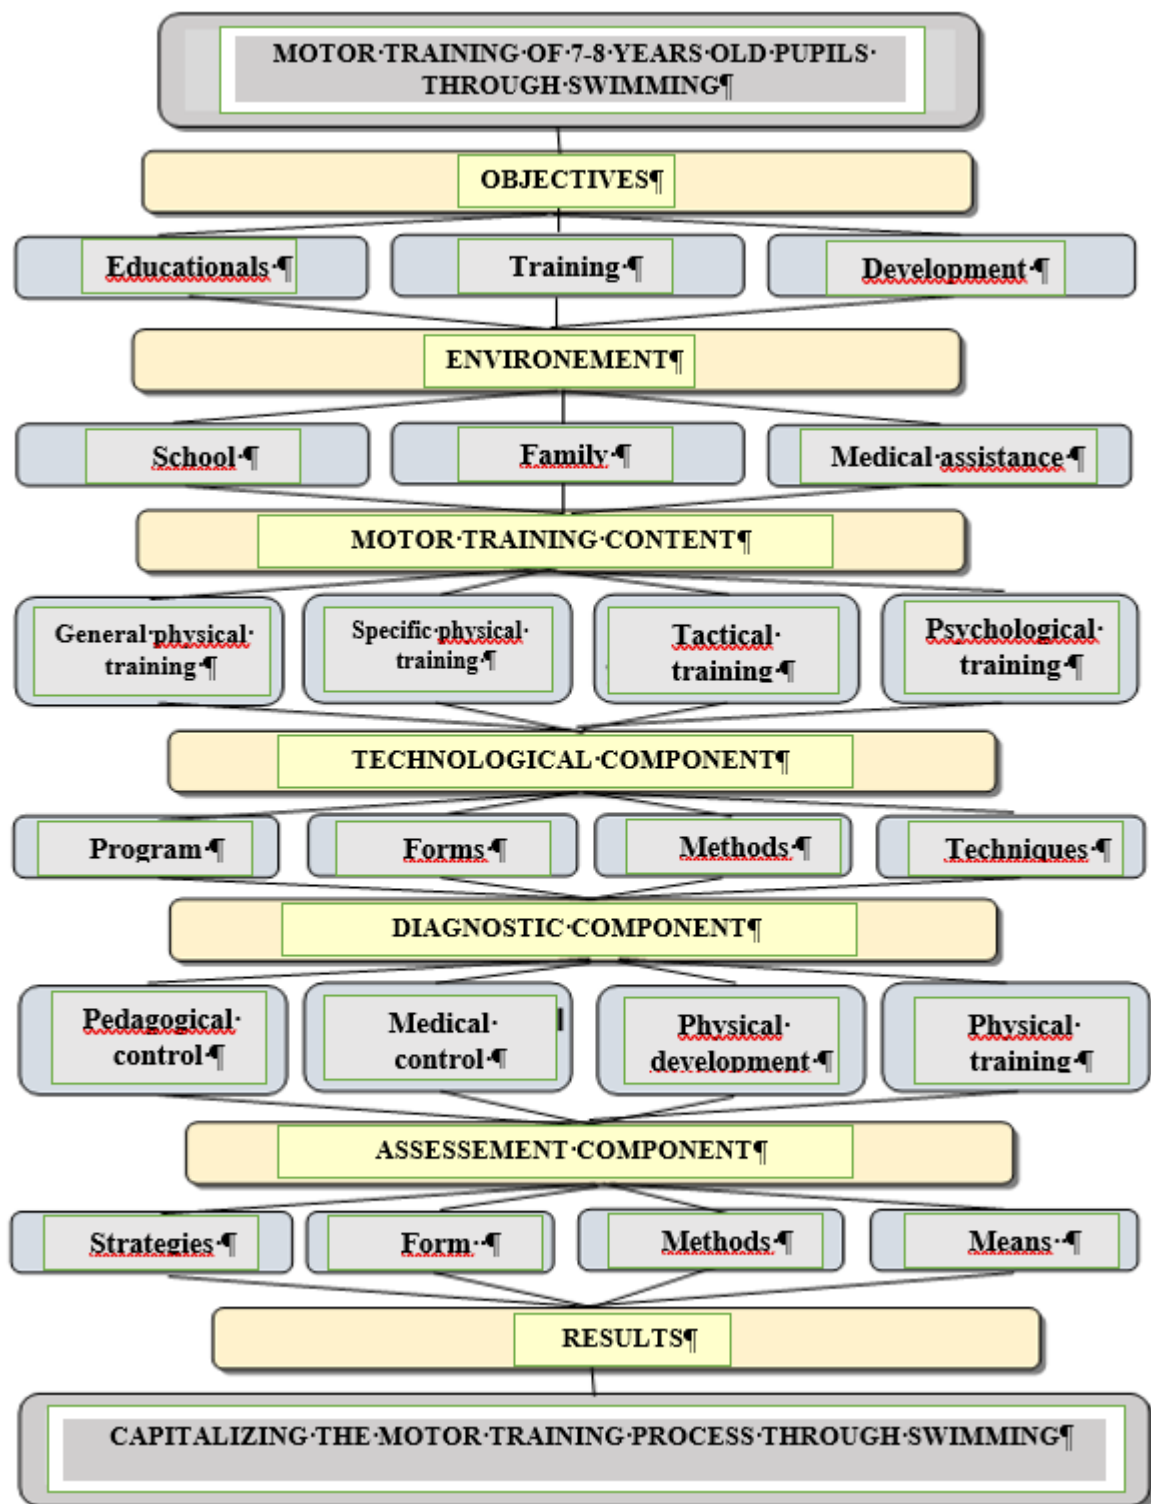 MOTOR·TRAINING·OF·7-8·YEARS·OLD·PUPILS·
THROUGH·SWIMMING¶
OBJECTIVES¶
Educationals·¶
Training·¶
Development·¶
ENVIRONEMENT¶
School·¶
Family·¶
Medical·assistance·¶
MOTOR·TRAINING·CONTENT¶
General·physical·
training·¶
Specific·physical·
training·¶
Tactical·
training·¶
Psychological·
training·¶
TECHNOLOGICAL·COMPONENT¶
Program·¶
Forms·¶
Methods·¶
Techniques·¶
DIAGNOSTIC·COMPONENT¶
Pedagogical·
control·¶
Medical·
control·¶
Physical·
development·¶
Physical·
training·¶
ASSESSEMENT·COMPONENT¶
Strategies·¶
Form·¶
Methods·¶
Means·¶
RESULTS¶
CAPITALIZING·THE·MOTOR·TRAINING·PROCESS·THROUGH·SWIMMING¶